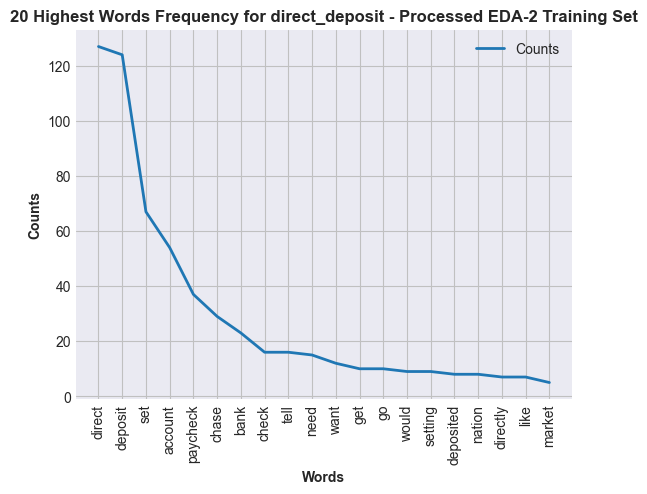 20 Highest Words Frequency for direct_deposit - Processed EDA-2 Training Set
Counts
120
100
80
60
40
20
0
Counts
direct
deposit
set
account
paycheck
chase
bank
check
tell
need
want
get
go
would
setting
deposited
nation
directly
like
market
Words